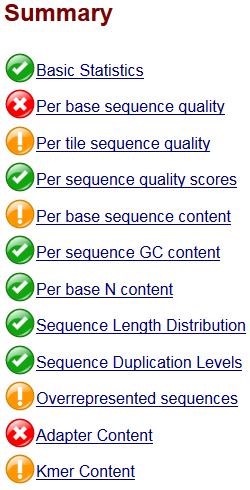 Summary
Basic Statistics
Per base sequence quality
Per tile sequence quality
Per sequence quality scores
Per base sequence content
Per sequence GC content
Per base N content
Sequence Length Distribution
Sequence Duplication Levels
Overrepresented sequences
Adapter Content
Kmer Content